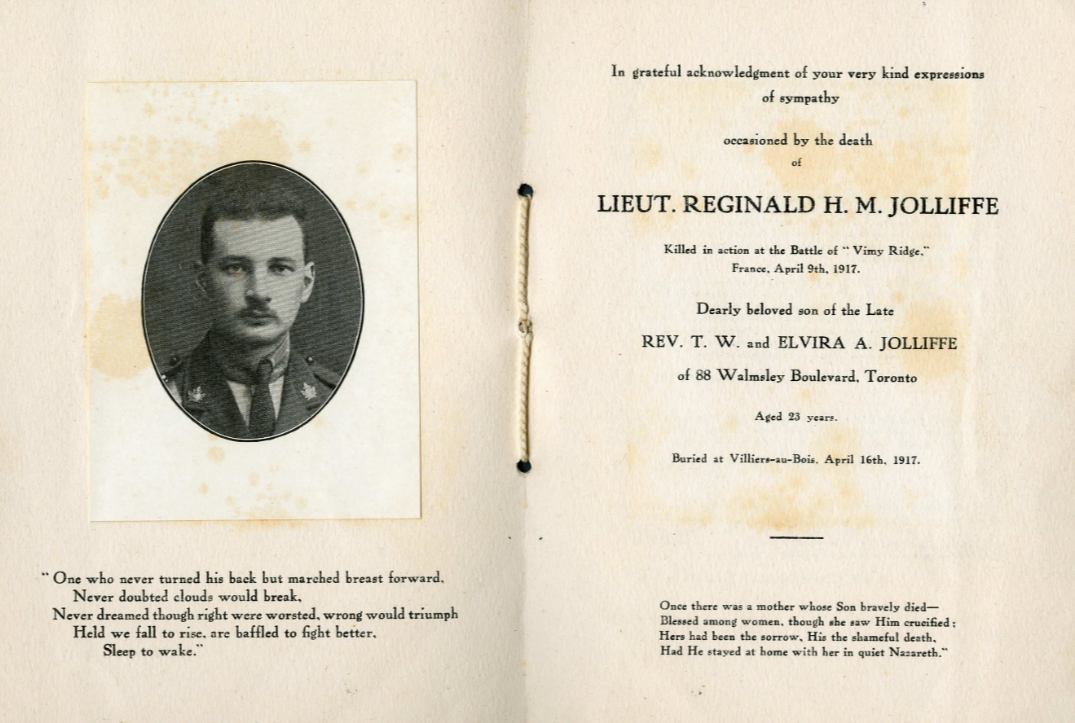 " One who never turned his back but marched breast forward,
Never doubted clouds would break,
Never dreamed though right were worsted, wrong would triumph
Held we fall to rise, are baffled to fight better,
Sleep to wake."
In grateful acknowledgment of your very kind expressions
of sympathy
occasioned by the death
of
LIEUT. REGINALD H. M. JOLLIFFE
Killed in action at the Battle of " Vimy Ridge,"
France, April 9th, 1917.
Dearly beloved son of the Late
REV. T. W. and ELVIRA A. JOLLIFFE
of 88 Walmsley Boulevard, Toronto
Aged 23 years.
Buried at Villiers-au-Bois, April 16th, 1917.
Once there was a mother whose Son bravely died—
Blessed among women, though she saw Him crucified ;
Hers had been the sorrow, His the shameful death,
Had He stayed at home with her in quiet Nazareth."